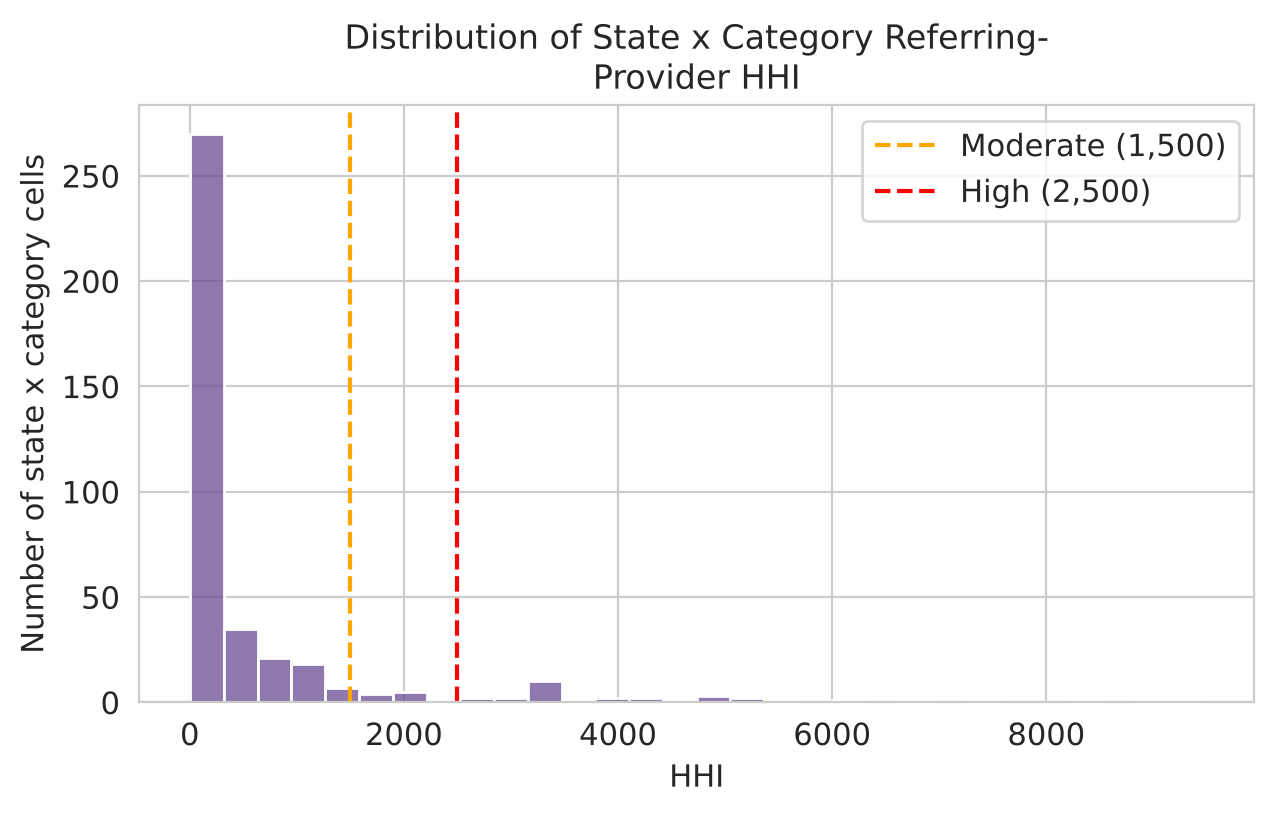 Distribution of State x Category Referring-
Provider HHI
Number of state x category cells
250
200
150
100
50
0
Moderate (1,500)
High (2,500)
0
2000
4000
6000
8000
HHI